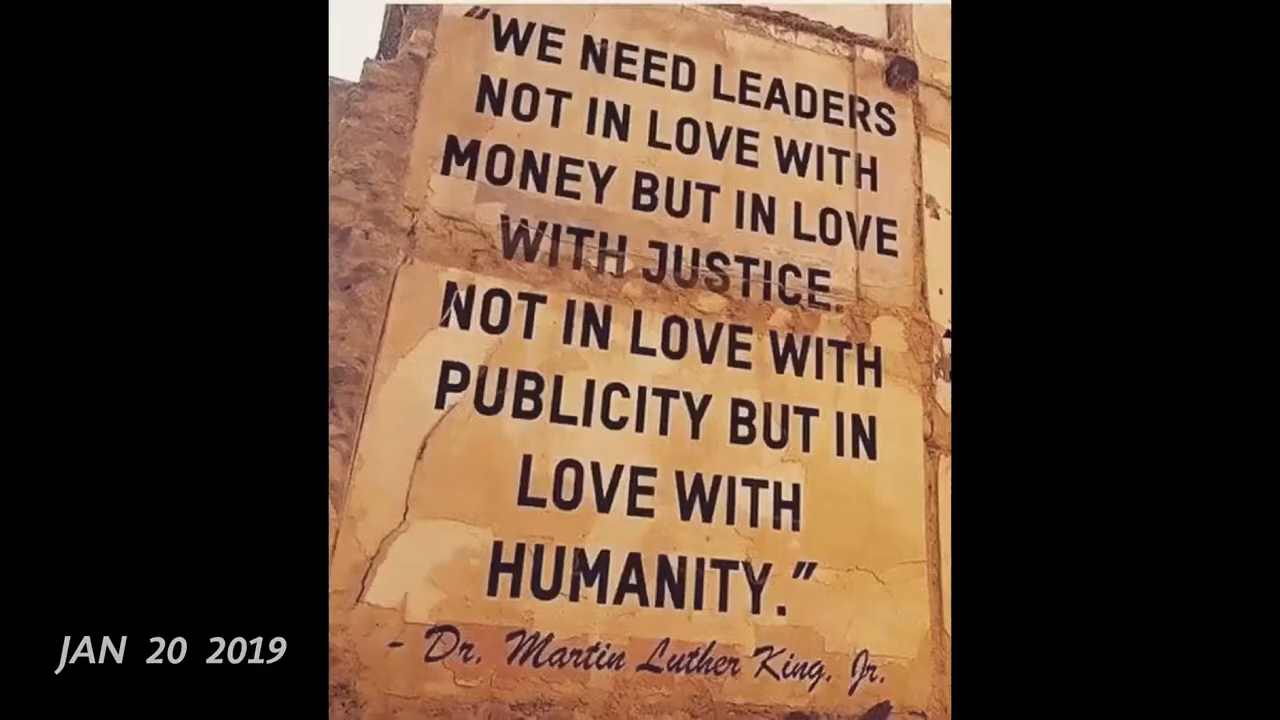 “WE NEED LEADERS
NOT IN LOVE WITH
MONEY BUT IN LOVE
WITH JUSTICE.
NOT IN LOVE WITH
PUBLICITY BUT IN
LOVE WITH
HUMANITY.”
- Dr. Martin Luther King, Jr.
JAN 20 2019